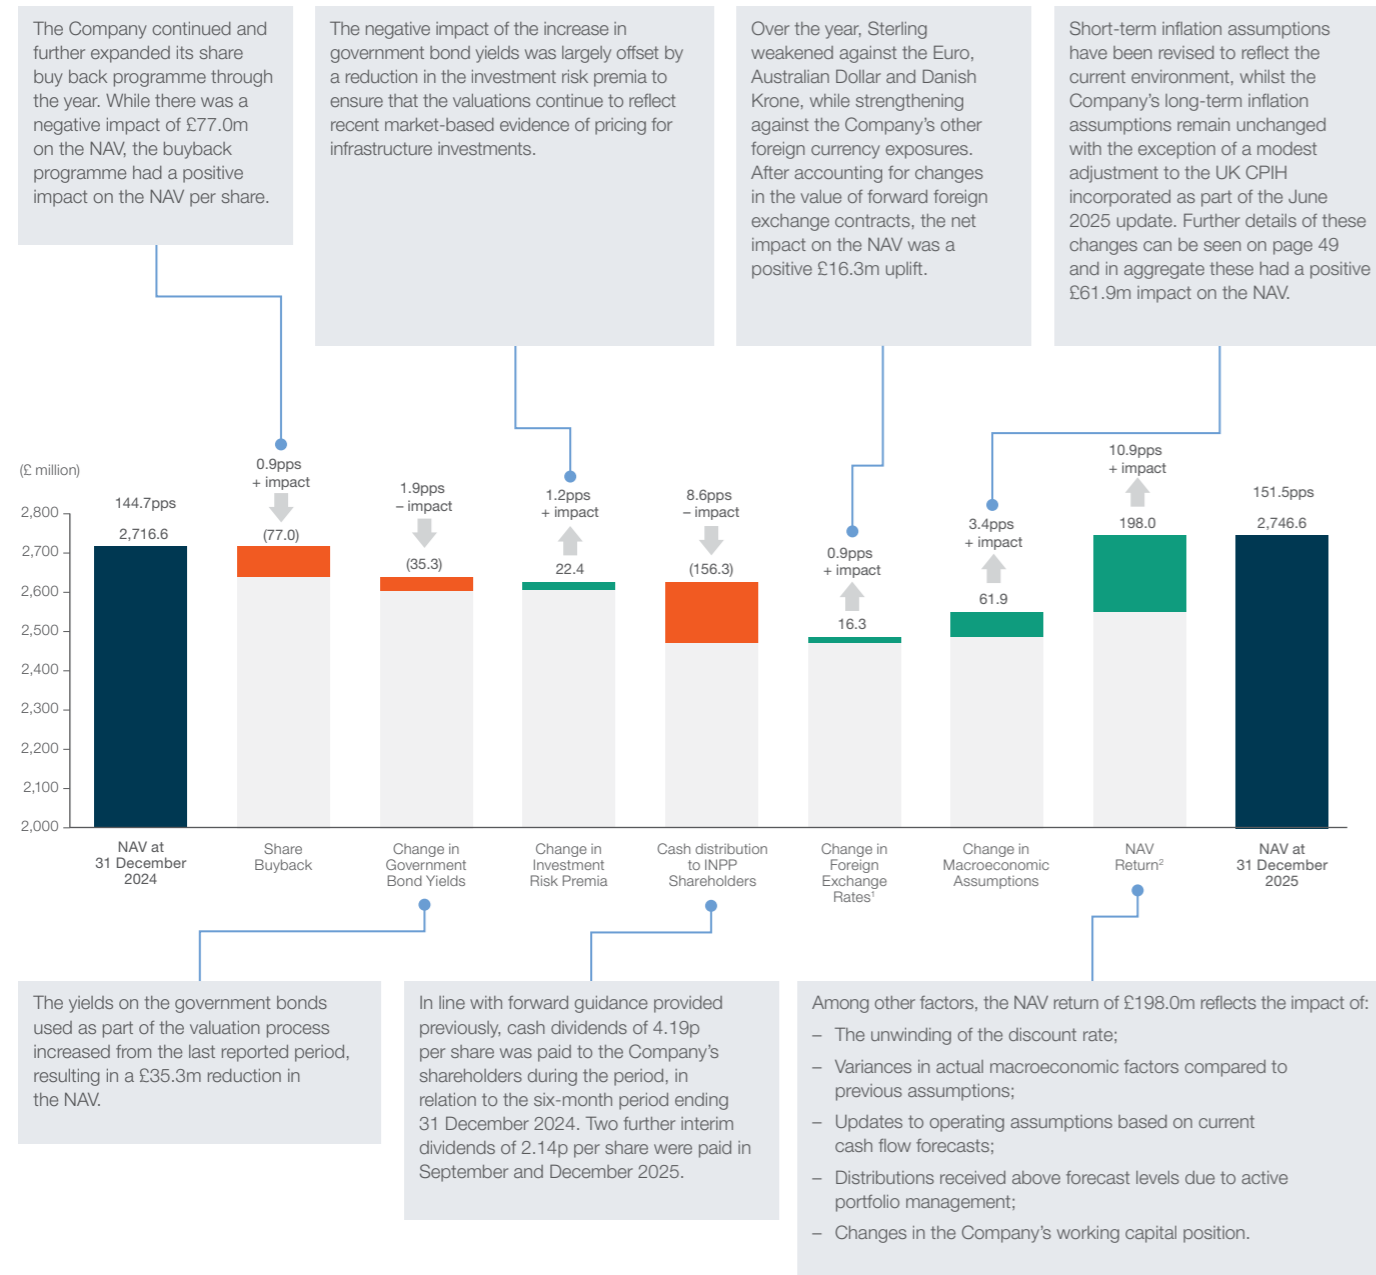 The Company continued and
further expanded its share
buy back programme through
the year. While there was a
negative impact of £77.0m
on the NAV, the buyback
programme had a positive
impact on the NAV per share.
The negative impact of the increase in
government bond yields was largely offset by
a reduction in the investment risk premia to
ensure that the valuations continue to reflect
recent market-based evidence of pricing for
infrastructure investments.
Over the year, Sterling
weakened against the Euro,
Australian Dollar and Danish
Krone, while strengthening
against the Company's other
foreign currency exposures.
After accounting for changes
in the value of forward foreign
exchange contracts, the net
impact on the NAV was a
positive £16.3m uplift.
Short-term inflation assumptions
have been revised to reflect the
current environment, whilst the
Company's long-term inflation
assumptions remain unchanged
with the exception of a modest
adjustment to the UK CPIH
incorporated as part of the June
2025 update. Further details of these
changes can be seen on page 49
and in aggregate these had a positive
£61.9m impact on the NAV.
(£ million)
2,800
2,700
2,600
2,500
2,400
2,300
2,200
2,100
2,000
144.7pps
2,716.6
0.9pps
+ impact
(77.0)
1.9pps
– impact
(35.3)
1.2pps
+ impact
22.4
8.6pps
– impact
(156.3)
0.9pps
+ impact
16.3
3.4pps
+ impact
61.9
10.9pps
+ impact
198.0
151.5pps
2,746.6
NAV at
31 December
2024
Share
Buyback
Change in
Government
Bond Yields
Change in
Investment
Risk Premia
Cash distribution
to INPP
Shareholders
Change in
Foreign
Exchange
Rates¹
Change in
Macroeconomic
Assumptions
NAV
Return²
NAV at
31 December
2025
The yields on the government bonds
used as part of the valuation process
increased from the last reported period,
resulting in a £35.3m reduction in
the NAV.
In line with forward guidance provided
previously, cash dividends of 4.19p
per share was paid to the Company's
shareholders during the period, in
relation to the six-month period ending
31 December 2024. Two further interim
dividends of 2.14p per share were paid in
September and December 2025.
Among other factors, the NAV return of £198.0m reflects the impact of:
– The unwinding of the discount rate;
– Variances in actual macroeconomic factors compared to
previous assumptions;
– Updates to operating assumptions based on current
cash flow forecasts;
– Distributions received above forecast levels due to active
portfolio management;
– Changes in the Company's working capital position.